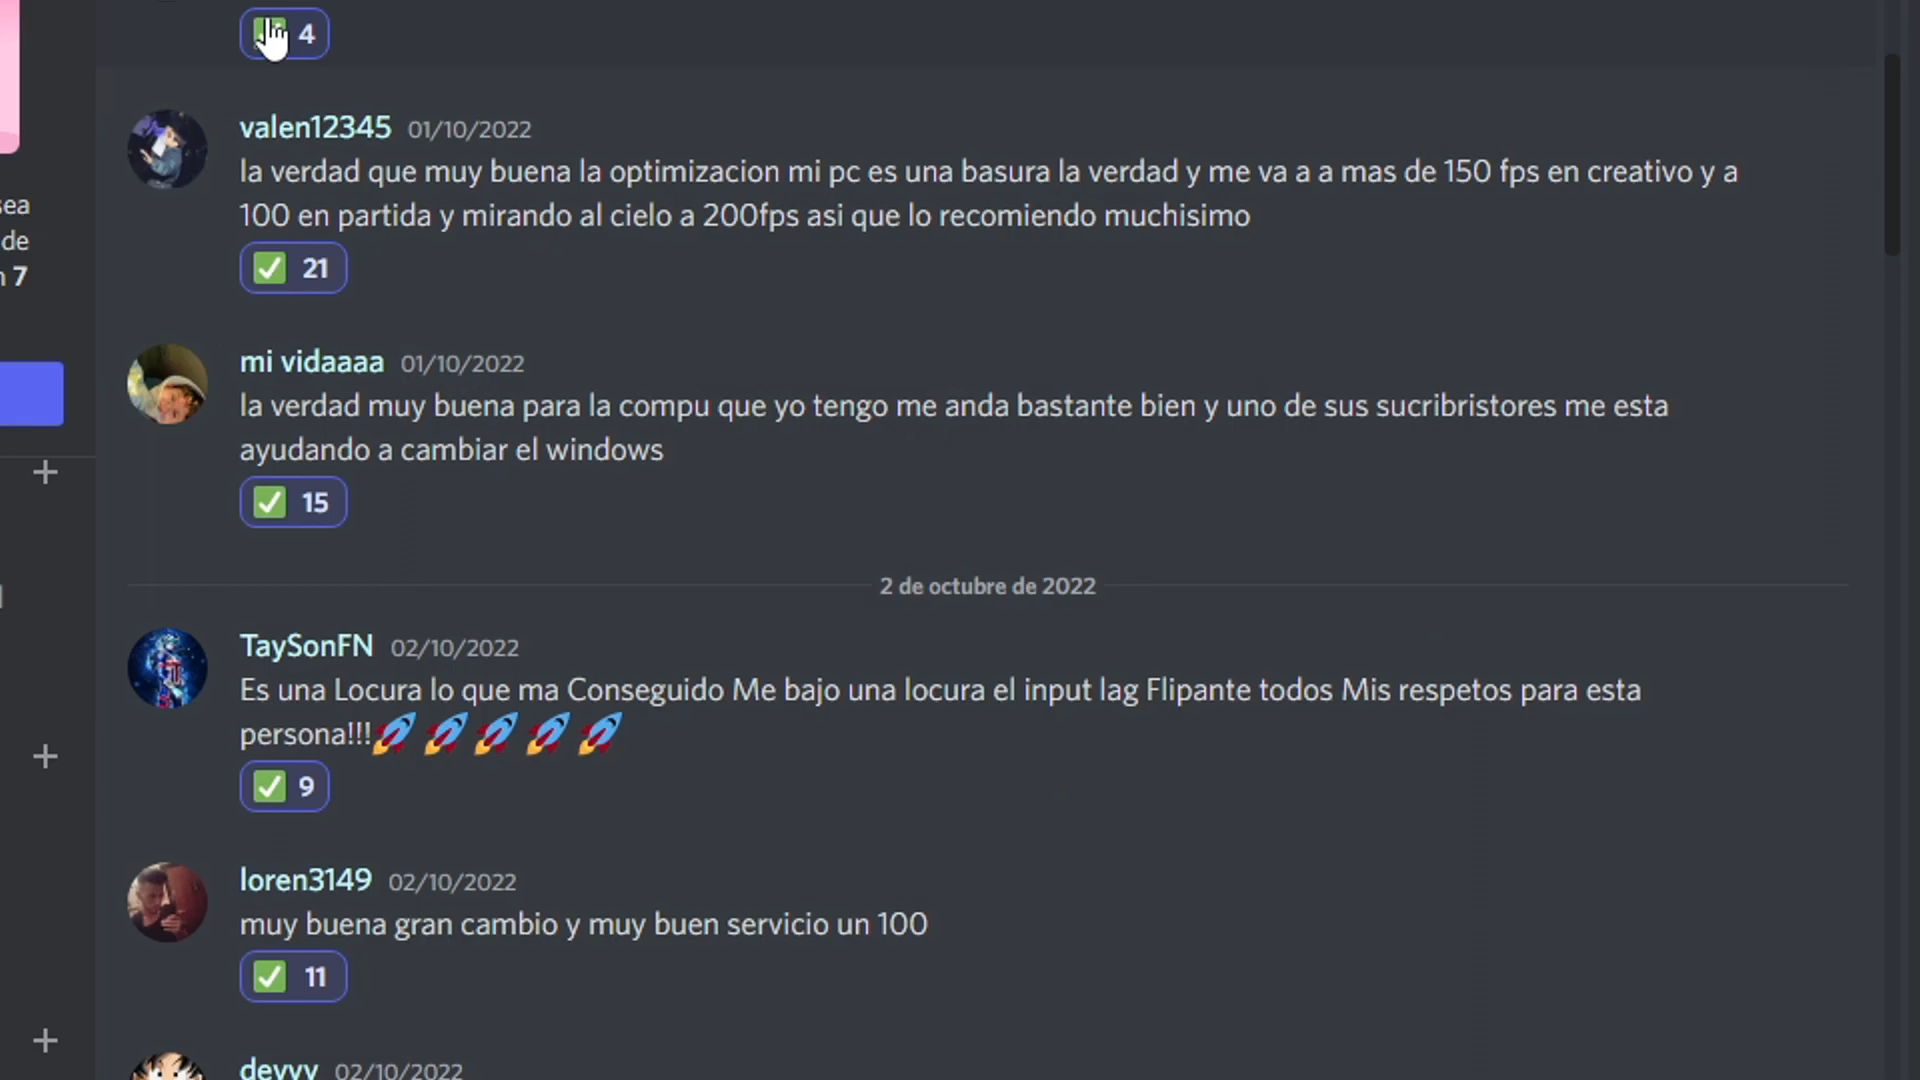 4
valen12345 01/10/2022
la verdad que muy buena la optimizacion mi pc es una basura la verdad y me va a a mas de 150 fps en creativo y a
100 en partida y mirando al cielo a 200fps asi que lo recomiendo muchisimo
21
mi vidaaaa 01/10/2022
la verdad muy buena para la compu que yo tengo me anda bastante bien y uno de sus sucribristores me esta
ayudando a cambiar el windows
15
2 de octubre de 2022
TaySonFN 02/10/2022
Es una Locura lo que ma Conseguido Me bajo una locura el input lag Flipante todos Mis respetos para esta
persona!!!🚀🚀🚀🚀🚀
9
loren3149 02/10/2022
muy buena gran cambio y muy buen servicio un 100
11
devvv 02/10/2022
de
7